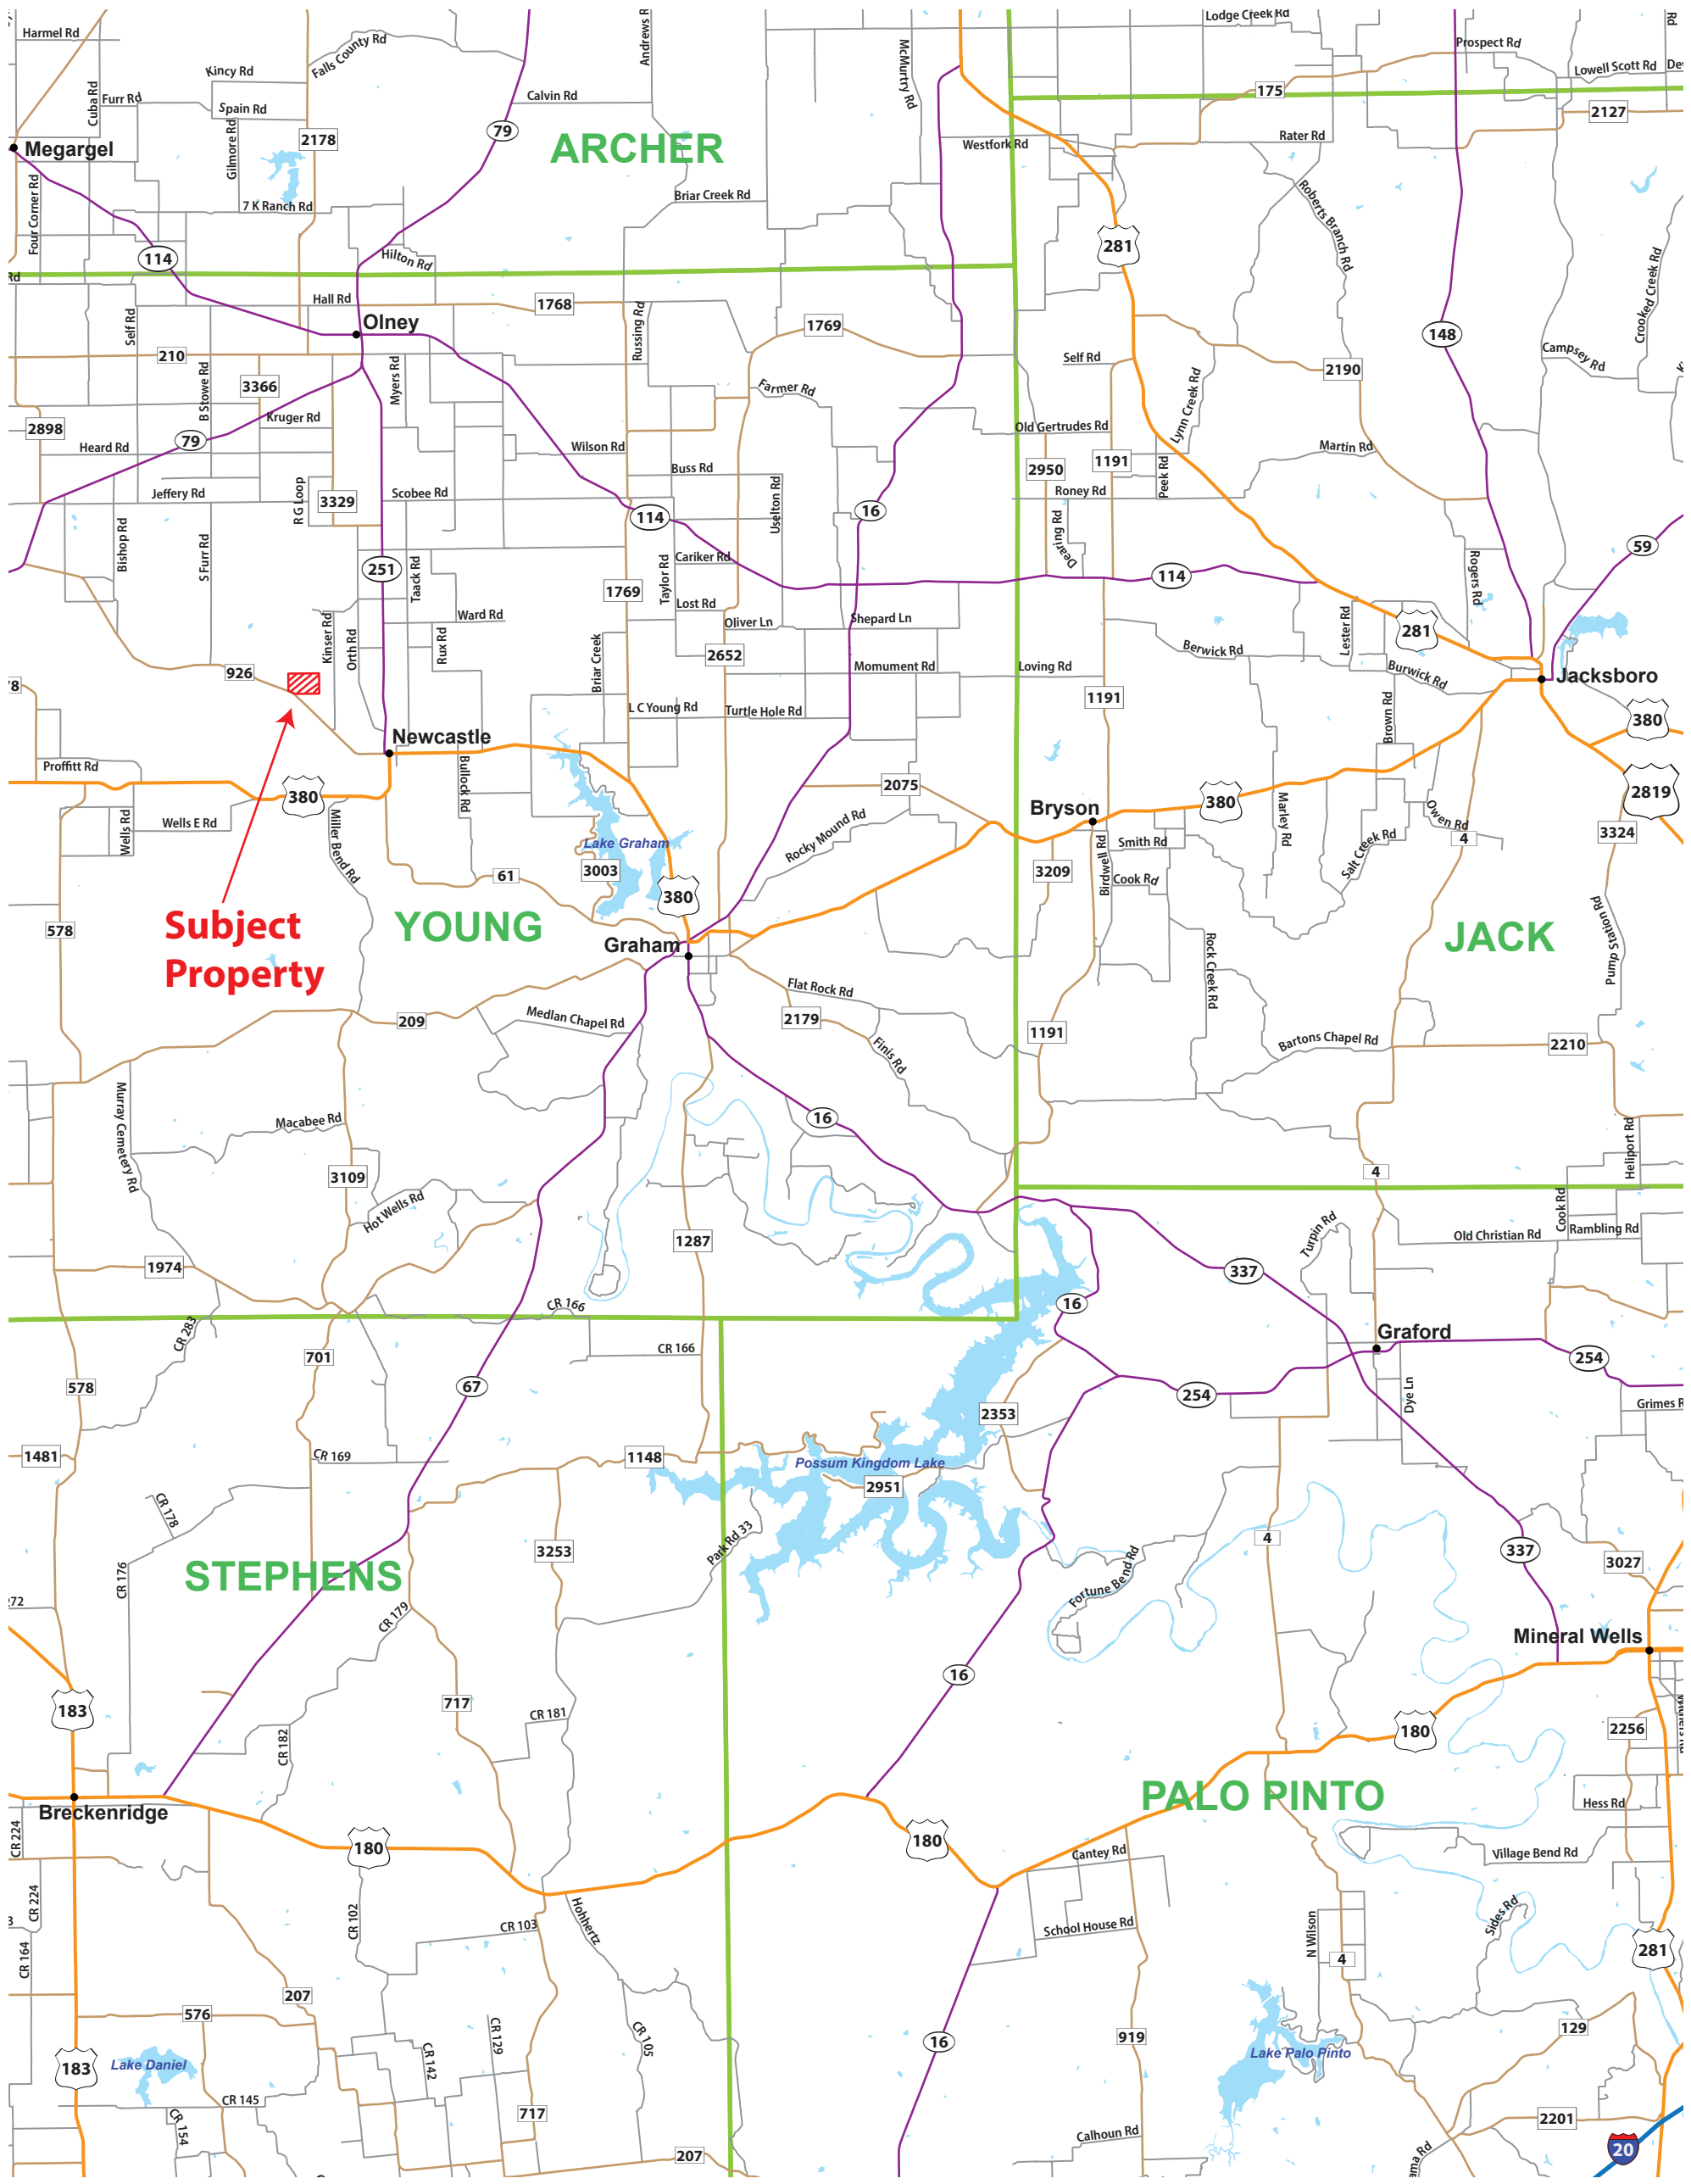 Harmel Rd
Falls County Rd
Andrews R
McMurtry Rd
Lodge Creek Rd
Prospect Rd
Rd
Kincy Rd
Cuba Rd
Furr Rd
Spain Rd
Calvin Rd
Lowell Scott Rd
De
175
2127
79
Gilmore Rd
2178
ARCHER
Westfork Rd
Rater Rd
Megargel
Four Corner Rd
7 K Ranch Rd
Briar Creek Rd
Roberts Branch Rd
114
Hilton Rd
281
Crooked Creek Rd
Rd
Hall Rd
1768
Self Rd
Olney
Russing Rd
1769
148
210
Self Rd
2190
Campsey Rd
B Stowe Rd
3366
Myers Rd
Farmer Rd
Lynn Creek Rd
2898
Kruger Rd
79
Heard Rd
Wilson Rd
Old Gertrudes Rd
Martin Rd
2950
1191
Peek Rd
Buss Rd
Jeffery Rd
R G Loop
3329
Scobee Rd
Uselton Rd
Roney Rd
114
16
Dearing Rd
Bishop Rd
S Furr Rd
251
Taack Rd
Cariker Rd
Taylor Rd
114
59
Rogers Rd
1769
Lost Rd
Ward Rd
Oliver Ln
Shepard Ln
Kinser Rd
Orth Rd
Rux Rd
Briar Creek
2652
Lester Rd
281
Berwick Rd
926
Momument Rd
Loving Rd
Burwick Rd
Jacksboro
'8
L C Young Rd
Turtle Hole Rd
1191
Brown Rd
380
Newcastle
Proffitt Rd
Bullock Rd
380
2075
Bryson
380
2819
Wells Rd
Wells E Rd
Miller Bend Rd
Lake Graham
Rocky Mound Rd
Marley Rd
Owen Rd
4
3324
Smith Rd
Salt Creek Rd
3003
61
3209
Birdwell Rd
Cook Rd
380
Subject
Property
578
YOUNG
Graham
JACK
Pump Station Rd
Rock Creek Rd
Flat Rock Rd
209
Medlan Chapel Rd
2179
Finis Rd
1191
Bartons Chapel Rd
2210
Murray Cemetery Rd
Macabee Rd
16
3109
Hot Wells Rd
4
Heliport Rd
Cook Rd
Rambling Rd
Old Christian Rd
Turpin Rd
1974
1287
337
16
CR 166
CR 283
CR 166
701
Graford
254
578
67
254
Dye Ln
Grimes R
2353
1481
CR 169
1148
Possum Kingdom Lake
2951
CR 178
Park Rd 33
4
337
3253
3027
CR 176
STEPHENS
Fortune Bend Rd
CR 179
Mineral Wells
16
183
717
CR 181
180
2256
CR 182
PALO PINTO
Breckenridge
Hess Rd
CR 224
180
180
Cantey Rd
Village Bend Rd
CR 224
CR 102
CR 103
Hohhertz
School House Rd
N Wilson
Sides Rd
3
CR 164
4
281
207
576
CR 129
CR 105
129
Lake Daniel
183
CR 142
16
919
Lake Palo Pinto
CR 145
CR 154
717
2201
207
Calhoun Rd
ama Rd
20